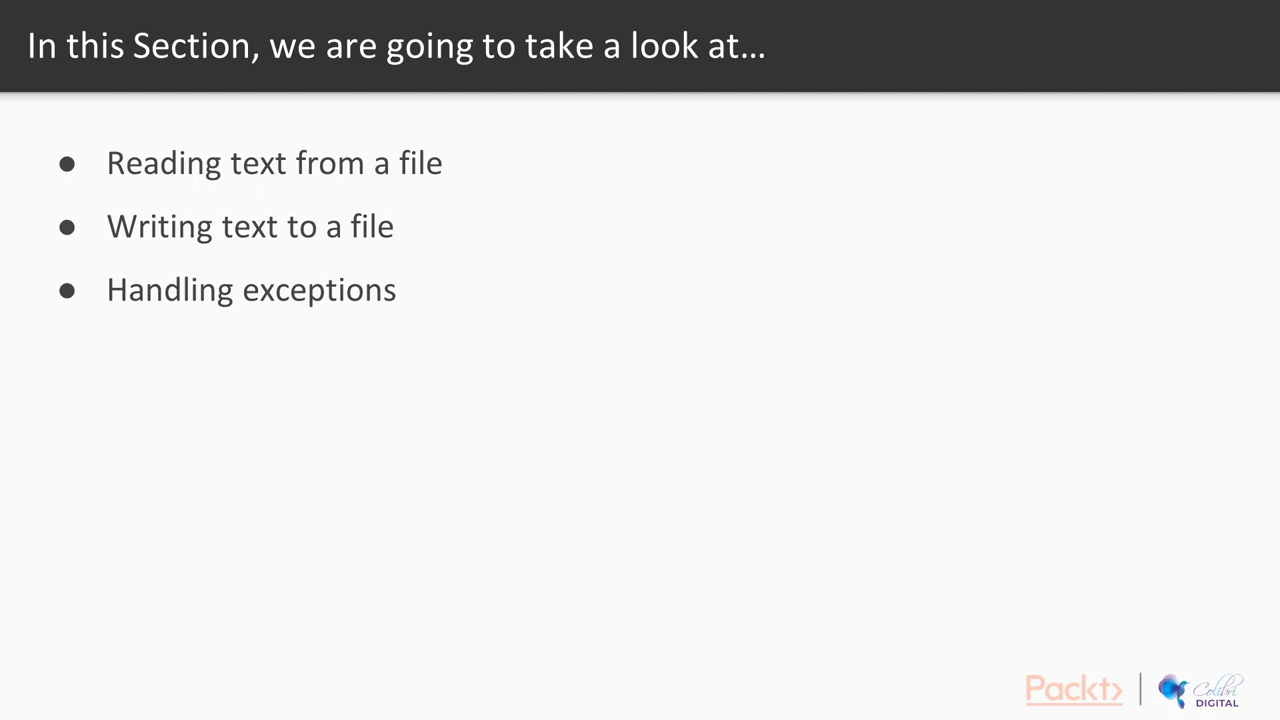 In this Section, we are going to take a look at…
● Reading text from a file
● Writing text to a file
● Handling exceptions
Packt>
Colibri
DIGITAL